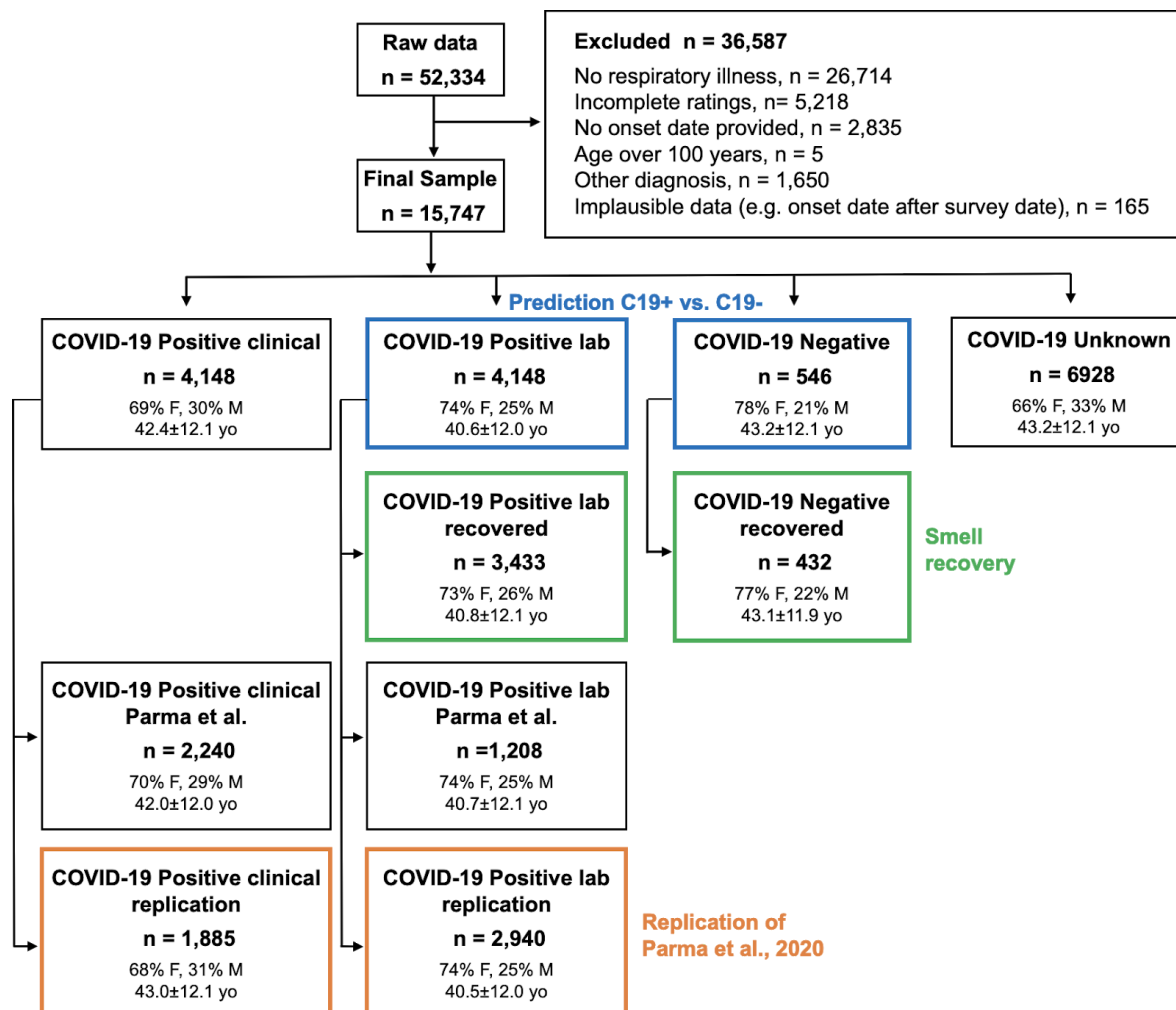 Raw data
n = 52,334
Excluded n = 36,587
No respiratory illness, n = 26,714
Incomplete ratings, n= 5,218
No onset date provided, n = 2,835
Age over 100 years, n = 5
Other diagnosis, n = 1,650
Implausible data (e.g. onset date after survey date), n = 165
Final Sample
n = 15,747
Prediction C19+ vs. C19-
COVID-19 Positive clinical
n = 4,148
69% F, 30% M
42.4±12.1 yo
COVID-19 Positive lab
n = 4,148
74% F, 25% M
40.6±12.0 yo
COVID-19 Negative
n = 546
78% F, 21% M
43.2±12.1 yo
COVID-19 Unknown
n = 6928
66% F, 33% M
43.2±12.1 yo
COVID-19 Positive lab
recovered
n = 3,433
73% F, 26% M
40.8±12.1 yo
COVID-19 Negative
recovered
n = 432
77% F, 22% M
43.1±11.9 yo
Smell
recovery
COVID-19 Positive clinical
Parma et al.
n = 2,240
70% F, 29% M
42.0±12.0 yo
COVID-19 Positive lab
Parma et al.
n =1,208
74% F, 25% M
40.7±12.1 yo
COVID-19 Positive clinical
replication
n = 1,885
68% F, 31% M
43.0±12.1 yo
COVID-19 Positive lab
replication
n = 2,940
74% F, 25% M
40.5±12.0 yo
Replication of
Parma et al., 2020